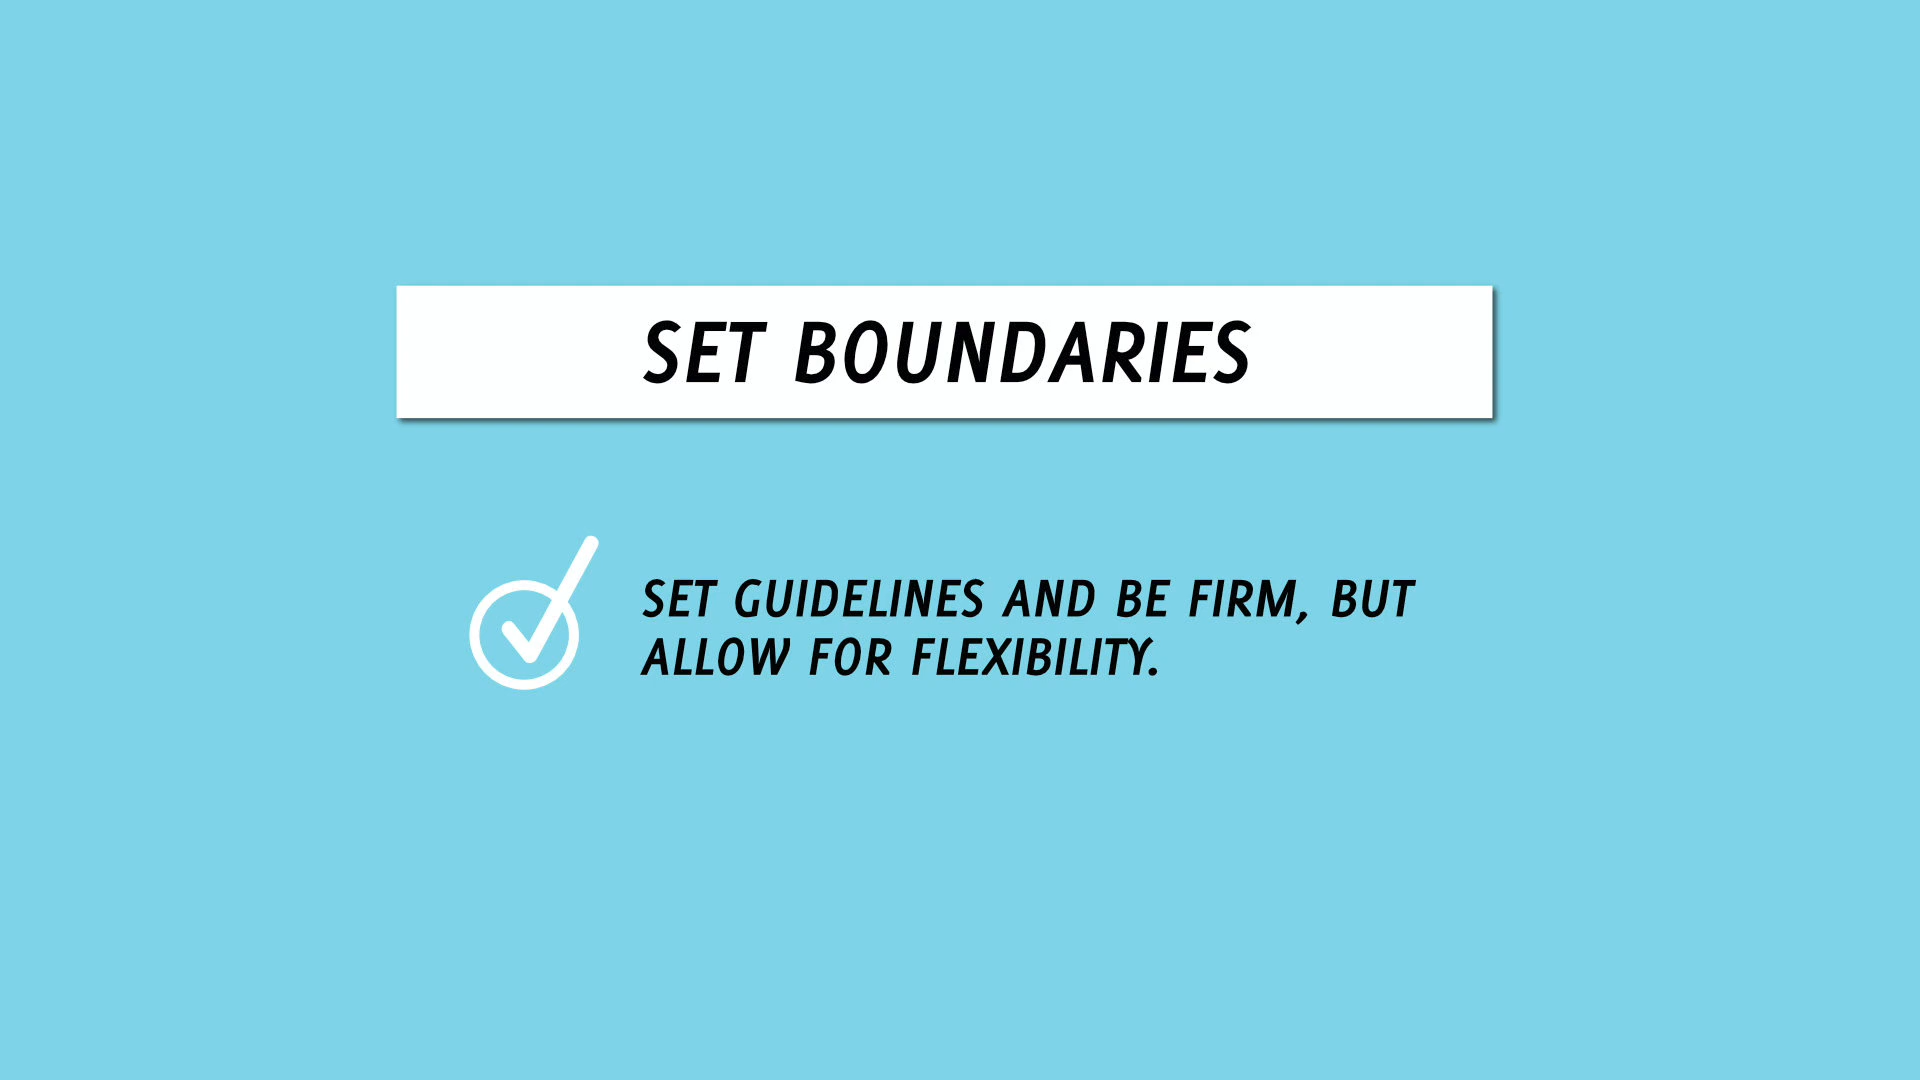 SET BOUNDARIES
SET GUIDELINES AND BE FIRM, BUT
ALLOW FOR FLEXIBILITY.